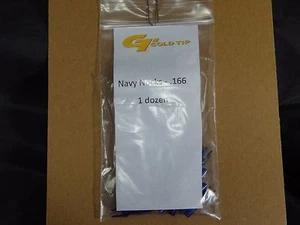 GOLD TIP
Navy Nocks - .166
1 dozen